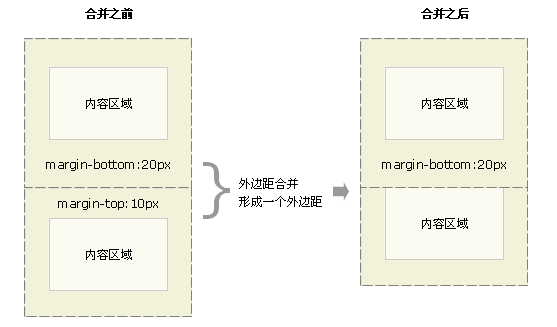 合并之前
合并之后
内容区域
内容区域
margin-bottom:20px
margin-bottom:20px
外边距合并
形成一个外边距
margin-top:10px
内容区域
内容区域